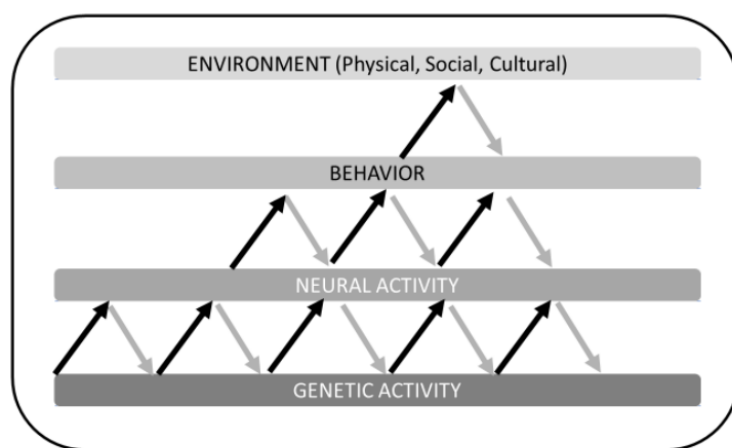 ENVIRONMENT (Physical, Social, Cultural)
BEHAVIOR
NEURAL ACTIVITY
GENETIC ACTIVITY